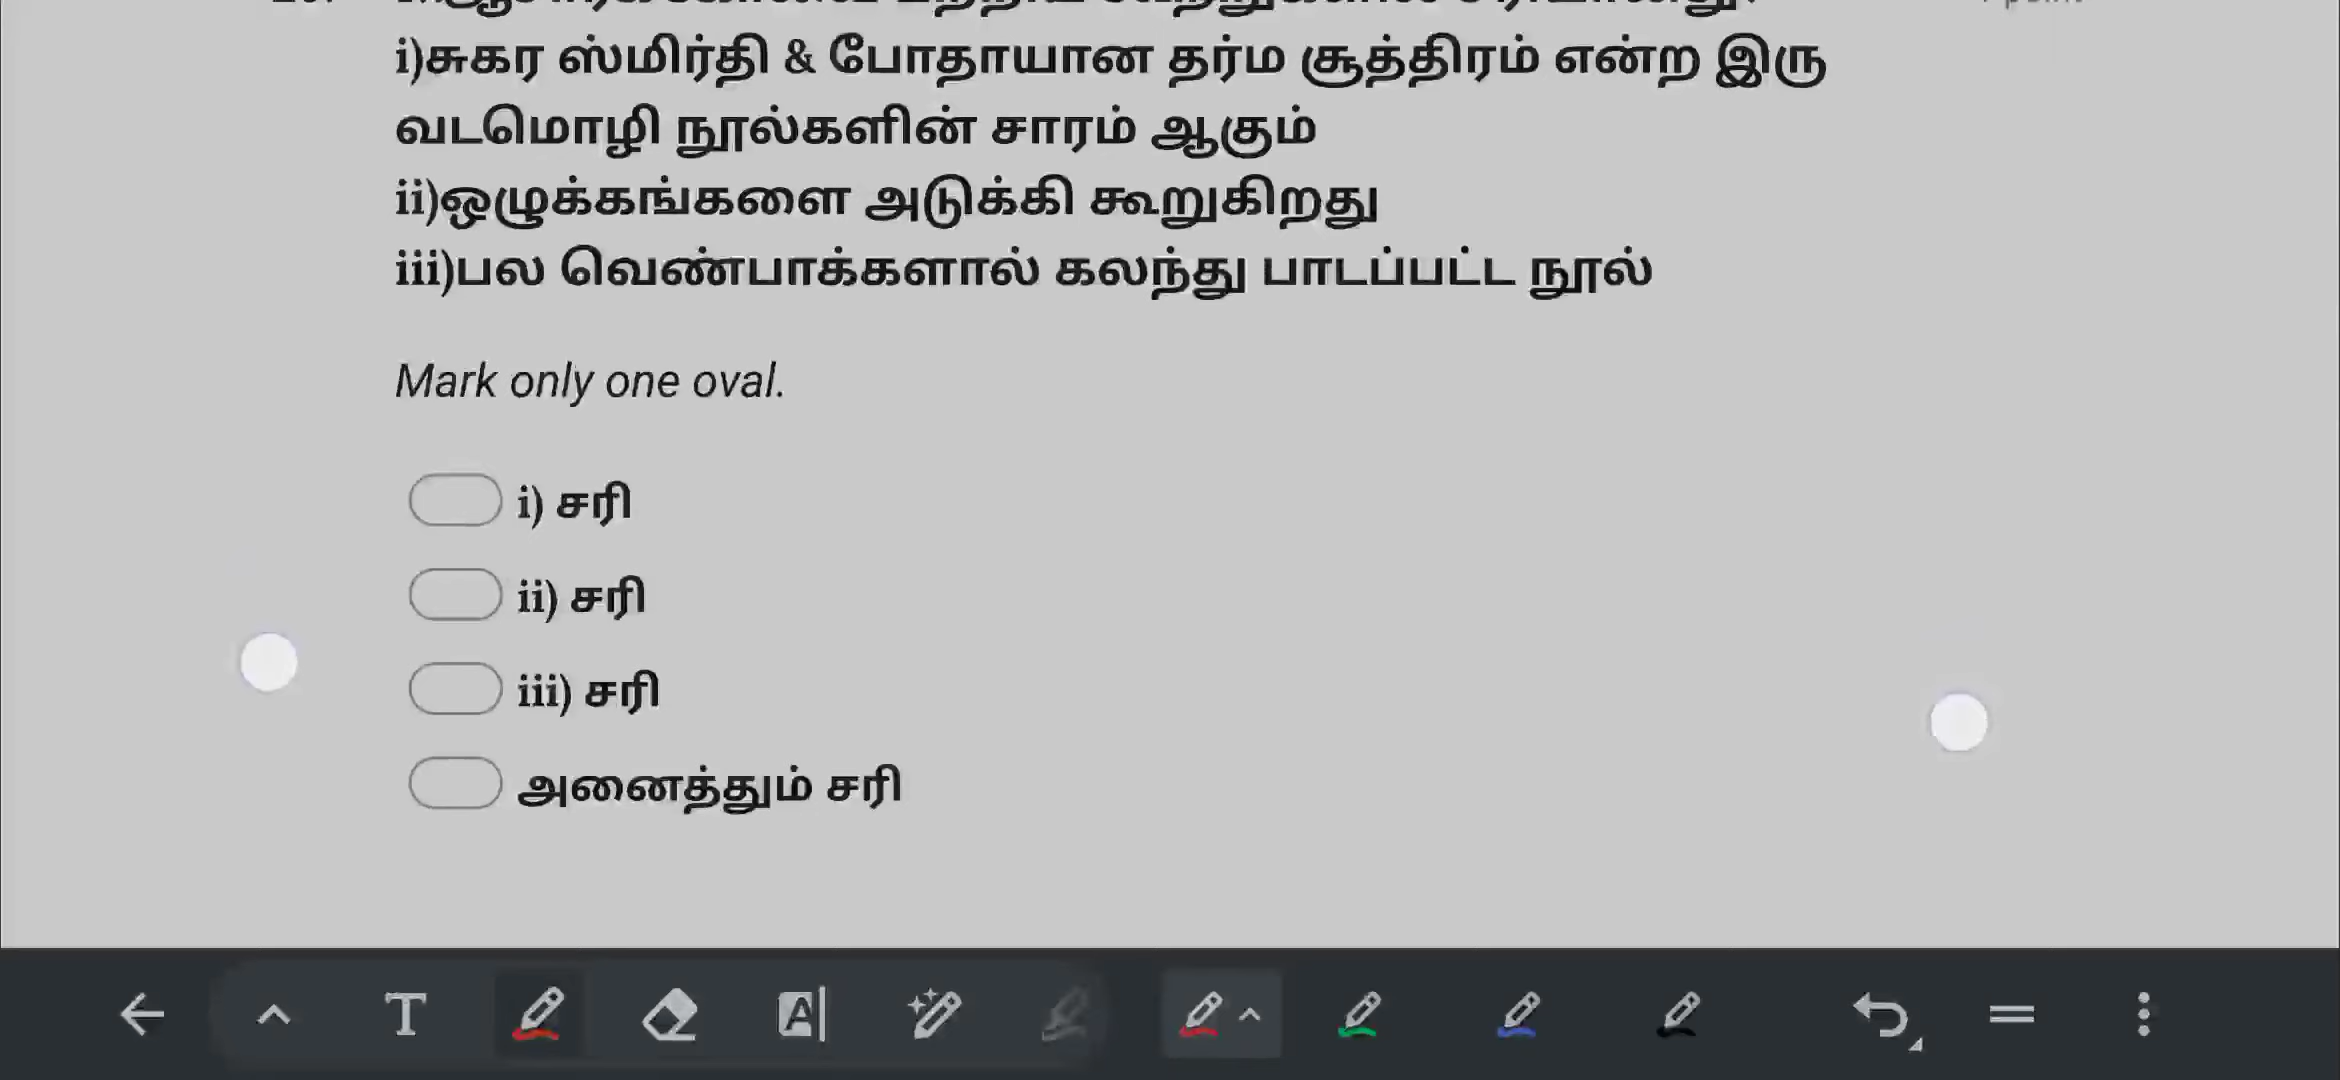 i)சுகர ஸ்மிர்தி & போதாயான தர்ம சூத்திரம் என்ற இரு
வடமொழி நூல்களின் சாரம் ஆகும்
ii)ஒழுக்கங்களை அடுக்கி கூறுகிறது
iii)பல வெண்பாக்களால் கலந்து பாடப்பட்ட நூல்
Mark only one oval.
i) சரி
ii) சரி
iii) சரி
அனைத்தும் சரி